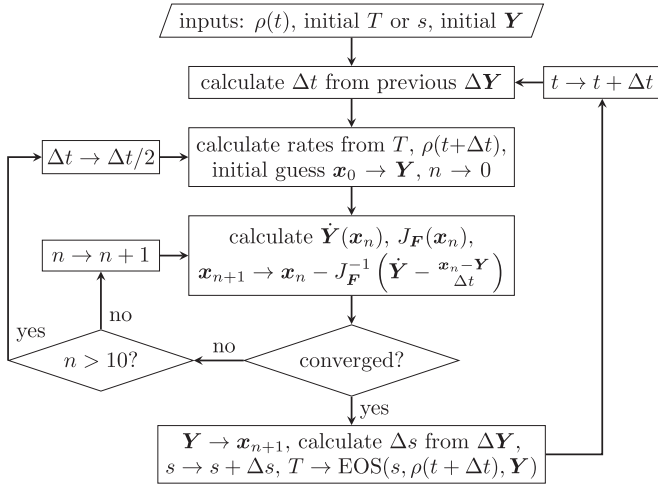 inputs: ρ(t), initial T or s, initial Y
calculate Δt from previous ΔY
t → t + Δt
Δt → Δt/2
calculate rates from T, ρ(t+Δt),
initial guess x₀ → Y, n → 0
n → n + 1
calculate Ẏ(xₙ), J_F(xₙ),
xₙ₊₁ → xₙ − J_F⁻¹ (Ẏ − (xₙ−Y)/Δt)
yes
no
n > 10?
no
converged?
yes
Y → xₙ₊₁, calculate Δs from ΔY,
s → s + Δs, T → EOS(s, ρ(t + Δt), Y)